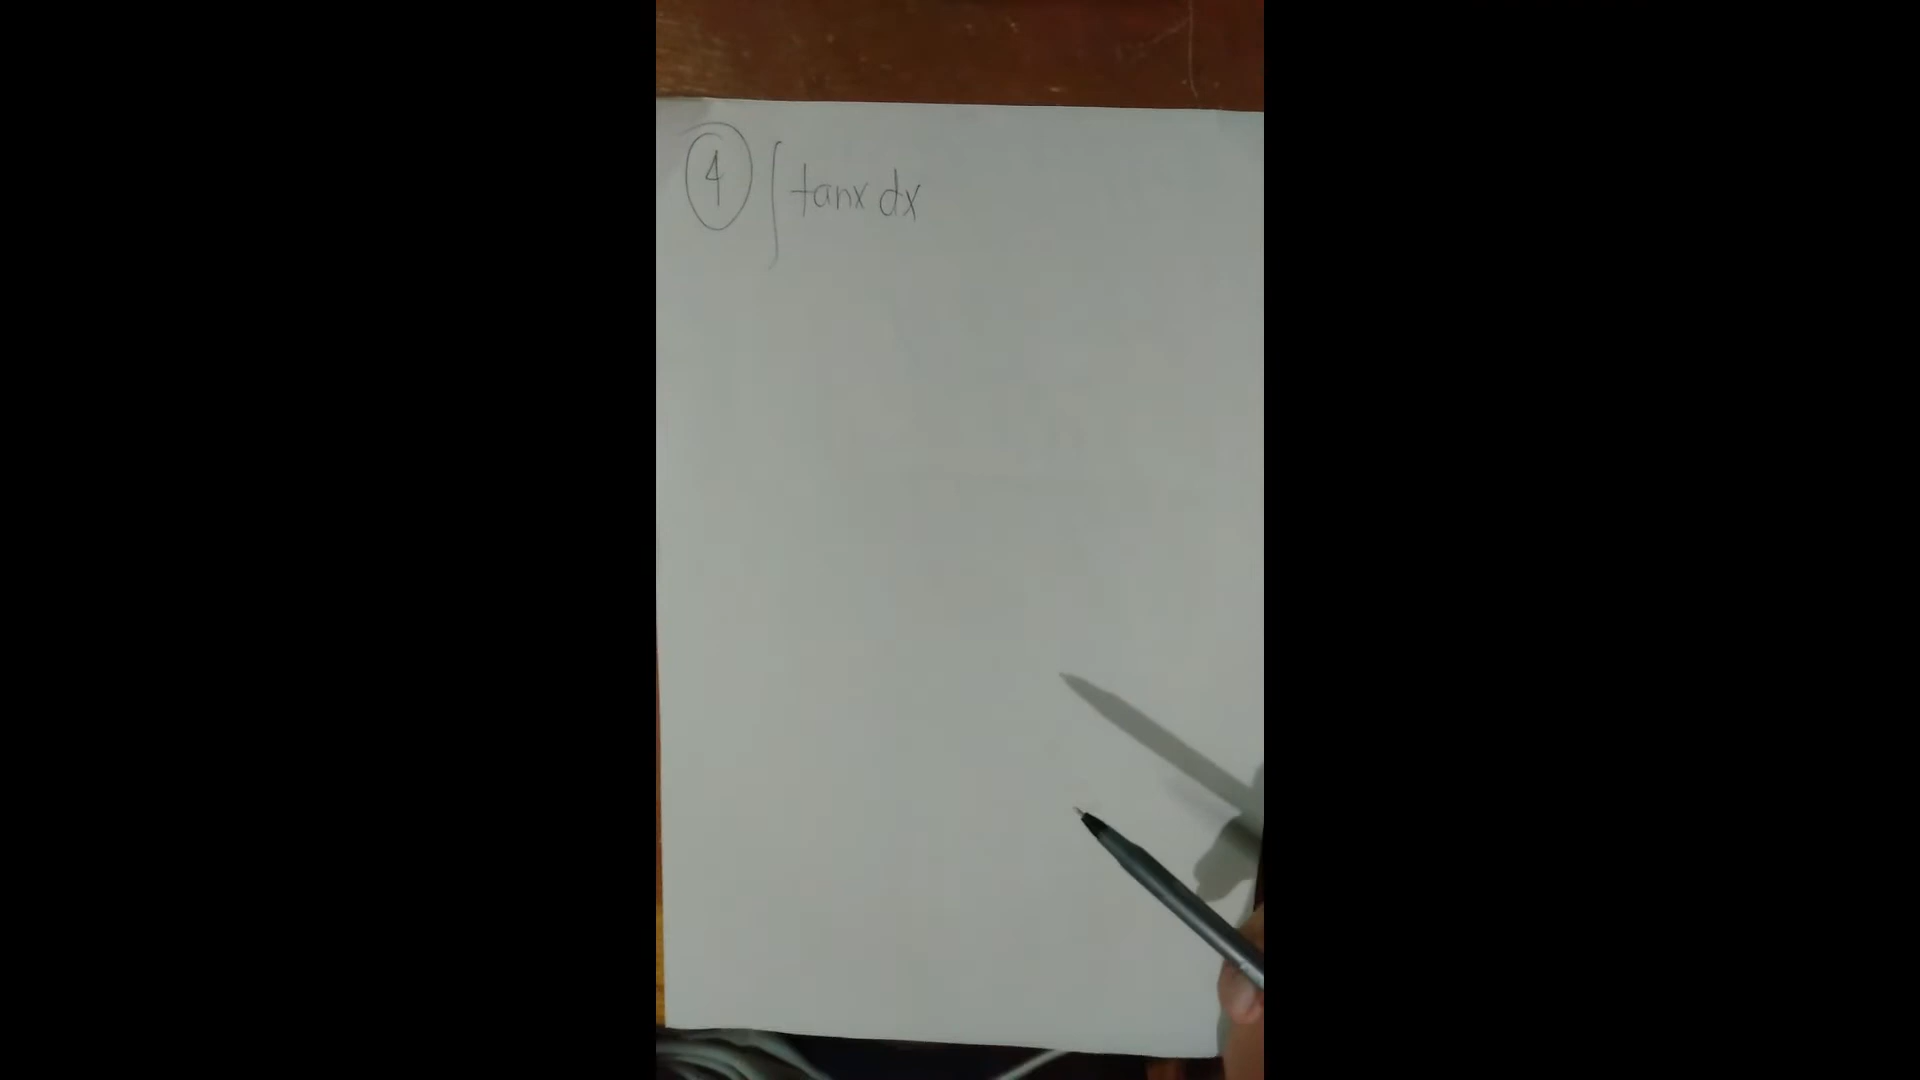 ④ ∫ tanx dx